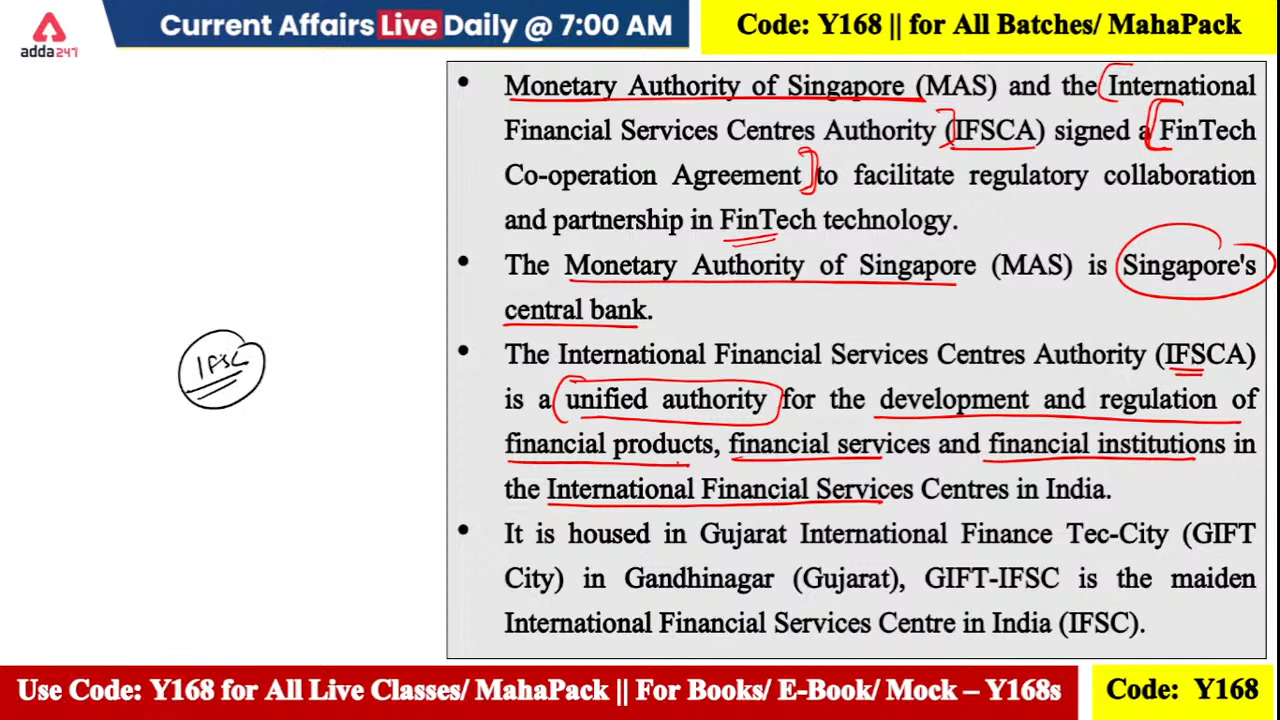 Current Affairs Live Daily @ 7:00 AM
Code: Y168 || for All Batches/ MahaPack
adda247
• Monetary Authority of Singapore (MAS) and the International
Financial Services Centres Authority (IFSCA) signed a FinTech
Co-operation Agreement to facilitate regulatory collaboration
and partnership in FinTech technology.
• The Monetary Authority of Singapore (MAS) is Singapore's
central bank.
• The International Financial Services Centres Authority (IFSCA)
is a unified authority for the development and regulation of
financial products, financial services and financial institutions in
the International Financial Services Centres in India.
• It is housed in Gujarat International Finance Tec-City (GIFT
City) in Gandhinagar (Gujarat), GIFT-IFSC is the maiden
International Financial Services Centre in India (IFSC).
IFSC
Use Code: Y168 for All Live Classes/ MahaPack || For Books/ E-Book/ Mock – Y168s
Code: Y168